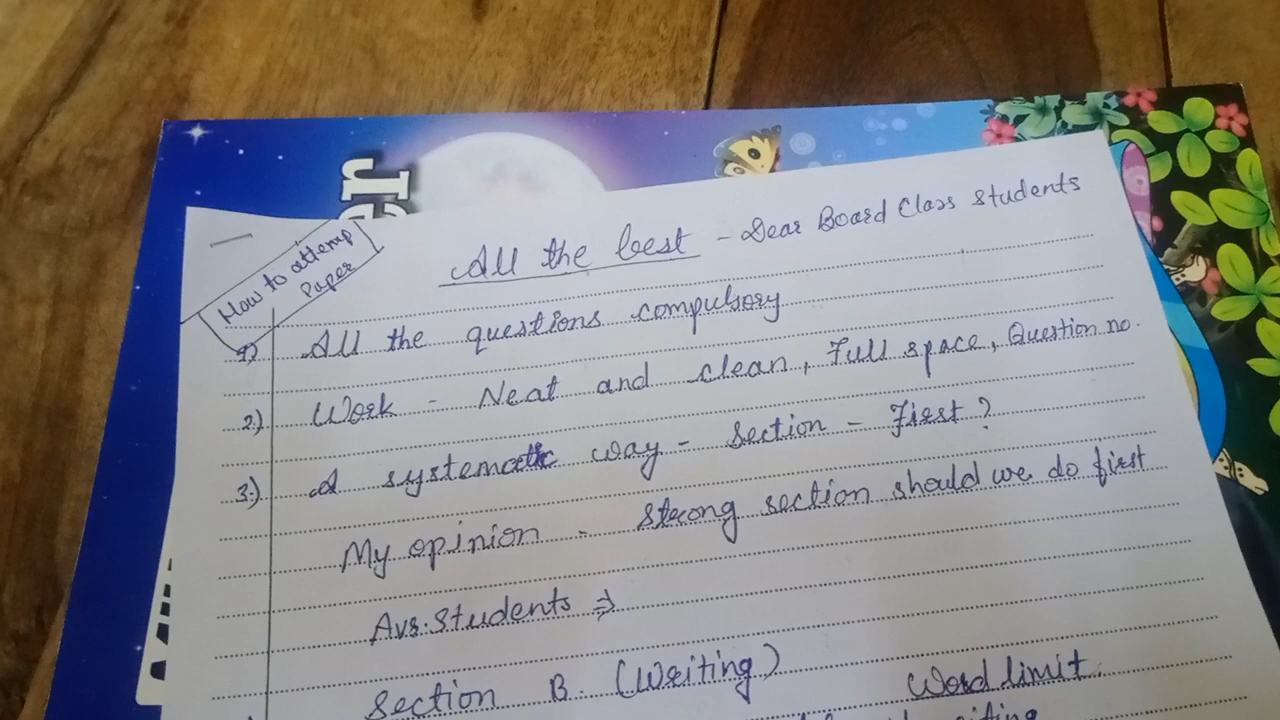 er
How to attemp
Paper
All the best - Dear Board Class students
1) All the questions compulsory
2.) Work - Neat and clean, Full space, Question no.
3.) A systematic way - Section - First ?
My opinion - Strong section should we do first
Avg. Students ⇒
Section B. (Writing)
Word limit.